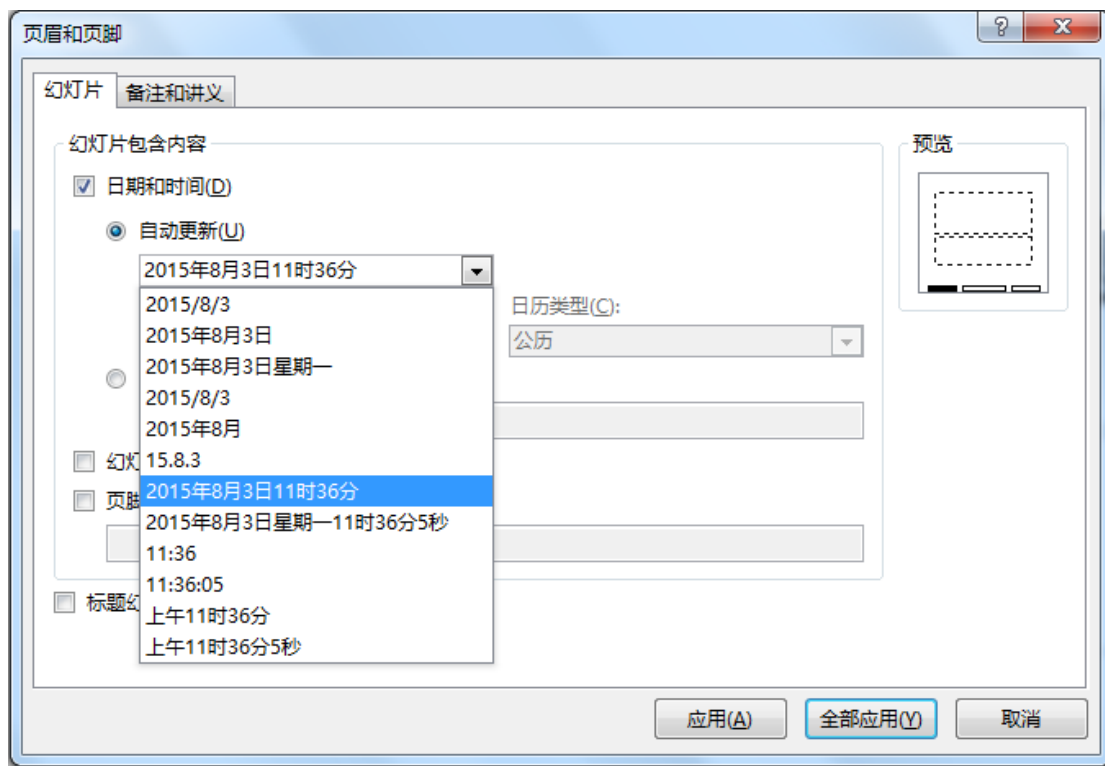 页眉和页脚
幻灯片
备注和讲义
幻灯片包含内容
预览
日期和时间(D)
自动更新(U)
2015年8月3日11时36分
2015/8/3
日历类型(C):
2015年8月3日
公历
2015年8月3日星期一
2015/8/3
2015年8月
幻灯
15.8.3
2015年8月3日11时36分
页脚
2015年8月3日星期一11时36分5秒
11:36
11:36:05
标题幻
上午11时36分
上午11时36分5秒
应用(A)
全部应用(Y)
取消